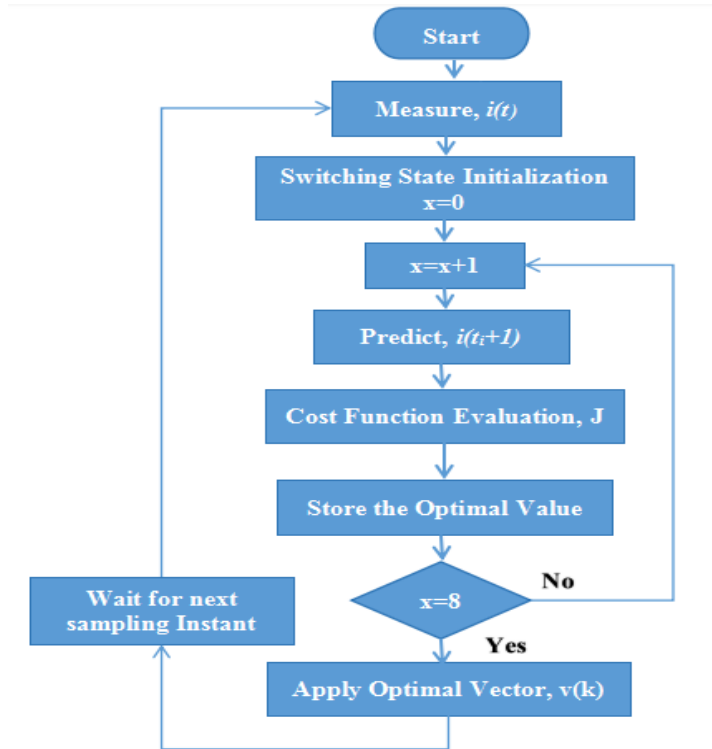 Start
Measure, i(t)
Switching State Initialization
x=0
x=x+1
Predict, i(tᵢ+1)
Cost Function Evaluation, J
Store the Optimal Value
x=8
No
Yes
Apply Optimal Vector, v(k)
Wait for next
sampling Instant